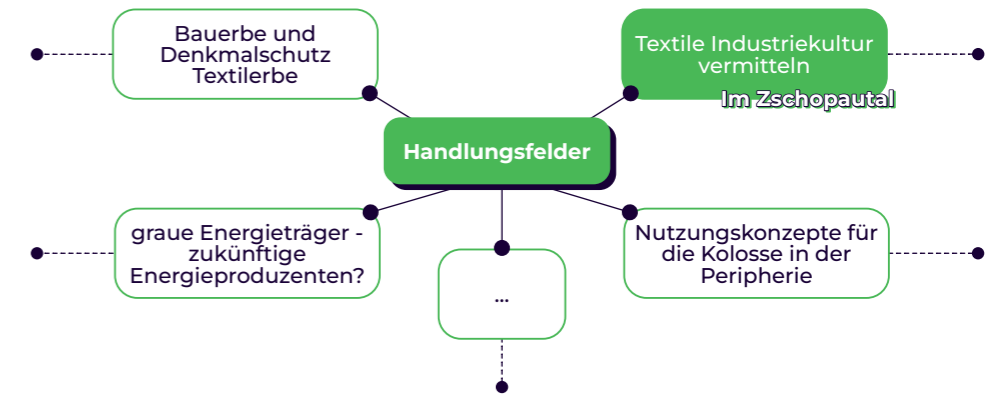 Bauerbe und
Denkmalschutz
Textilerbe
Textile Industriekultur
vermitteln
Im Zschopautal
Handlungsfelder
graue Energieträger -
zukünftige
Energieproduzenten?
...
Nutzungskonzepte für
die Kolosse in der
Peripherie